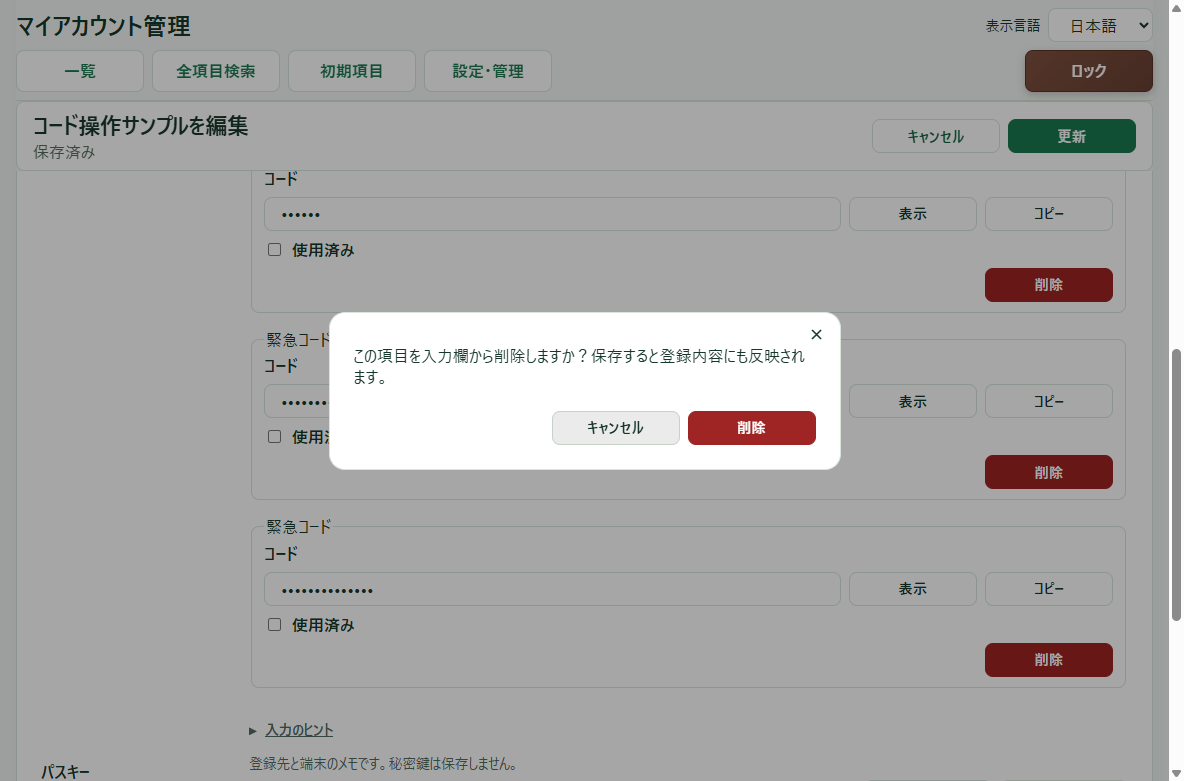 マイアカウント管理
表示言語 日本語
一覧 全項目検索 初期項目 設定・管理 ロック
コード操作サンプルを編集
保存済み
キャンセル 更新
コード
•••••• 表示 コピー
使用済み
削除
緊急コード
コード
表示 コピー
削除
この項目を入力欄から削除しますか？保存すると登録内容にも反映され
ます。
キャンセル 削除
緊急コード
コード
•••••••••••••• 表示 コピー
使用済み
削除
入力のヒント
登録先と端末のメモです。秘密鍵は保存しません。
パスキー